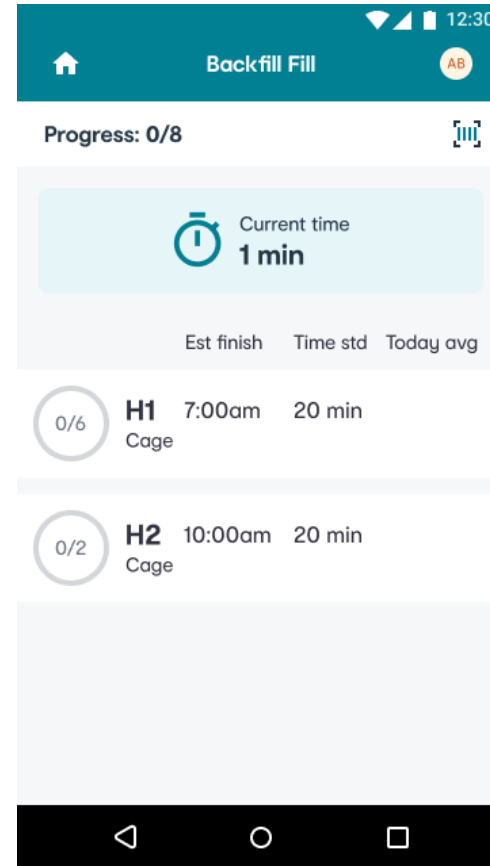 12:30
Backfill Fill
AB
Progress: 0/8
Current time
1 min
Est finish Time std Today avg
0/6 H1 7:00am 20 min
Cage
0/2 H2 10:00am 20 min
Cage